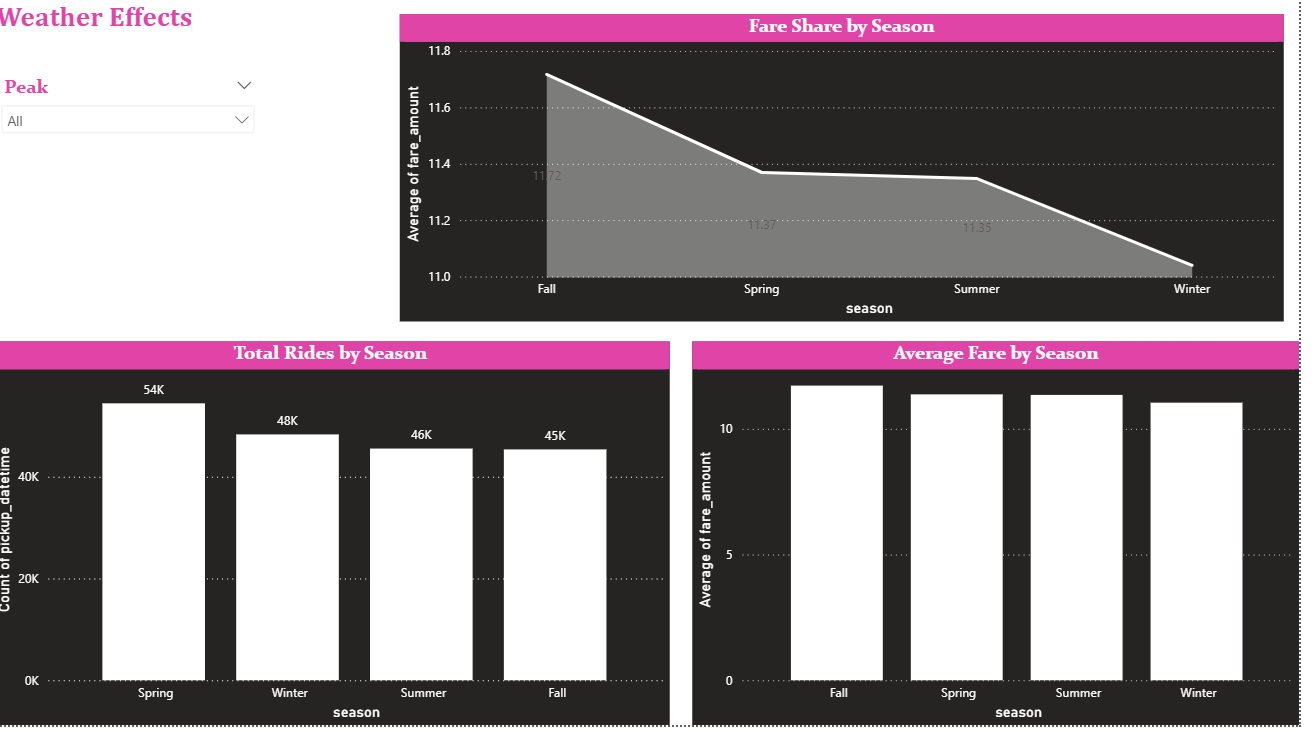 Weather Effects
Peak
All
Fare Share by Season
Average of fare_amount
11.8
11.6
11.4
11.2
11.0
11.72
11.37
11.35
Fall Spring Summer Winter
season
Total Rides by Season
Count of pickup_datetime
40K
20K
0K
54K
48K
46K
45K
Spring Winter Summer Fall
season
Average Fare by Season
Average of fare_amount
10
5
0
Fall Spring Summer Winter
season